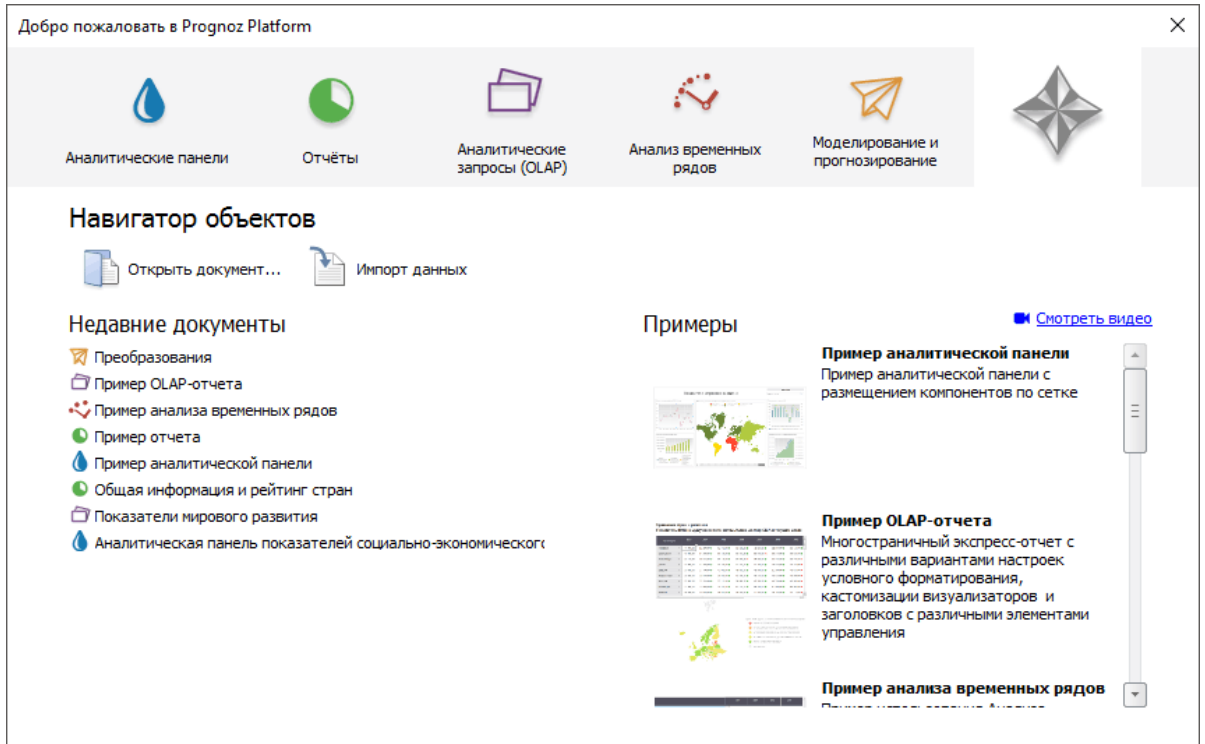 Добро пожаловать в Prognoz Platform
Аналитические панели
Отчёты
Аналитические
запросы (OLAP)
Анализ временных
рядов
Моделирование и
прогнозирование
Навигатор объектов
Открыть документ...
Импорт данных
Недавние документы
Преобразования
Пример OLAP-отчета
Пример анализа временных рядов
Пример отчета
Пример аналитической панели
Общая информация и рейтинг стран
Показатели мирового развития
Аналитическая панель показателей социально-экономическог
Примеры
Смотреть видео
Пример аналитической панели
Пример аналитической панели с
размещением компонентов по сетке
Пример OLAP-отчета
Многостраничный экспресс-отчет с
различными вариантами настроек
условного форматирования,
кастомизации визуализаторов и
заголовков с различными элементами
управления
Пример анализа временных рядов